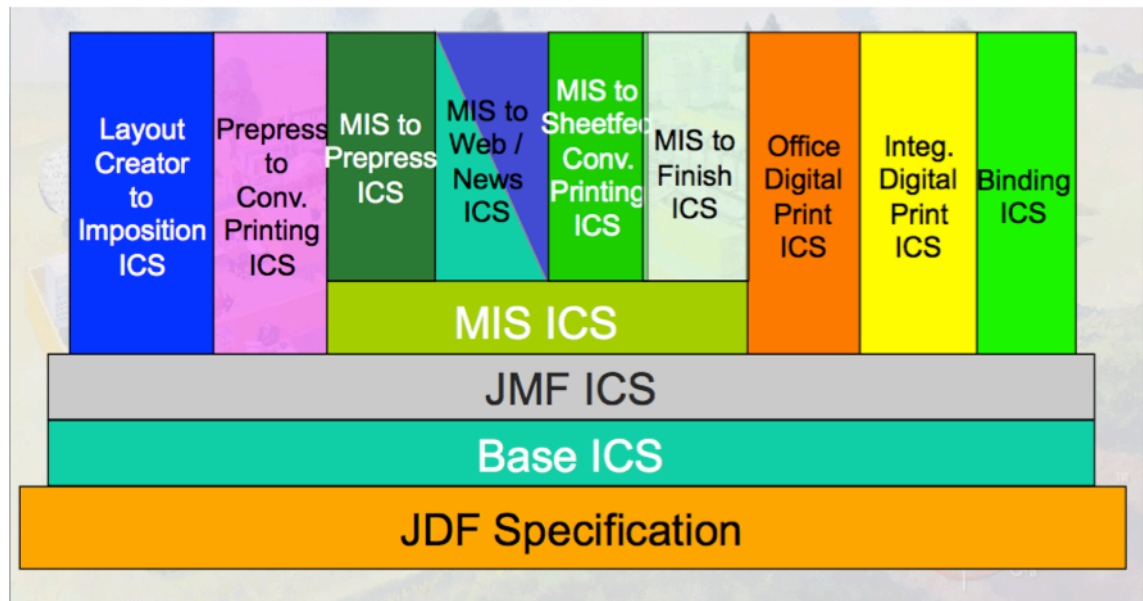 Layout
Creator
to
Imposition
ICS
Prepress
to
Conv.
Printing
ICS
MIS to
Prepress
ICS
MIS to
Web /
News
ICS
MIS to
Sheetfed
Conv.
Printing
ICS
MIS to
Finish
ICS
Office
Digital
Print
ICS
Integ.
Digital
Print
ICS
Binding
ICS
MIS ICS
JMF ICS
Base ICS
JDF Specification